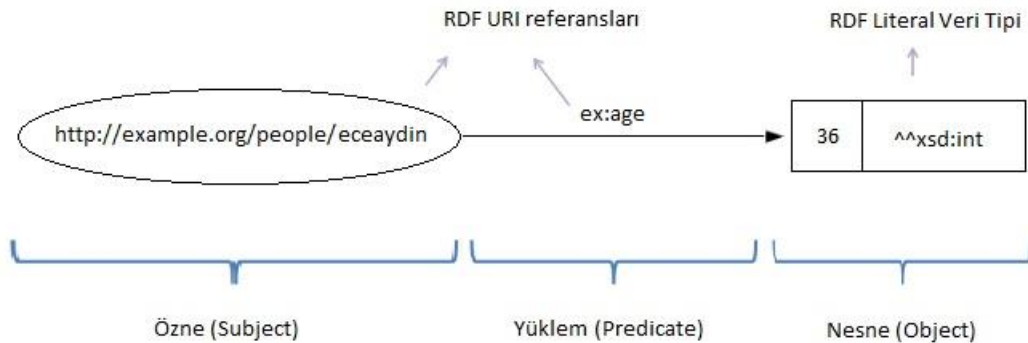 RDF URI referansları
RDF Literal Veri Tipi
ex:age
http://example.org/people/eceaydin
36
^^xsd:int
Özne (Subject)
Yüklem (Predicate)
Nesne (Object)